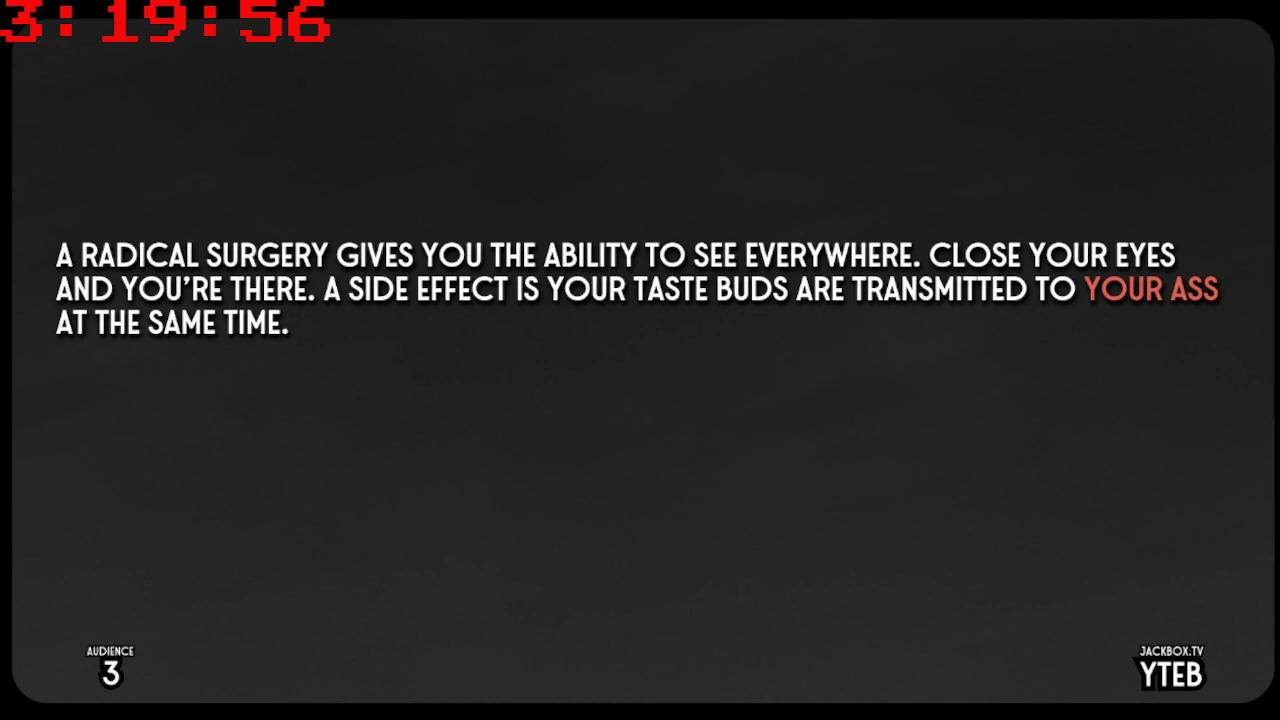 3:19:56
A RADICAL SURGERY GIVES YOU THE ABILITY TO SEE EVERYWHERE. CLOSE YOUR EYES
AND YOU'RE THERE. A SIDE EFFECT IS YOUR TASTE BUDS ARE TRANSMITTED TO YOUR ASS
AT THE SAME TIME.
AUDIENCE
3
JACKBOX.TV
YTEB